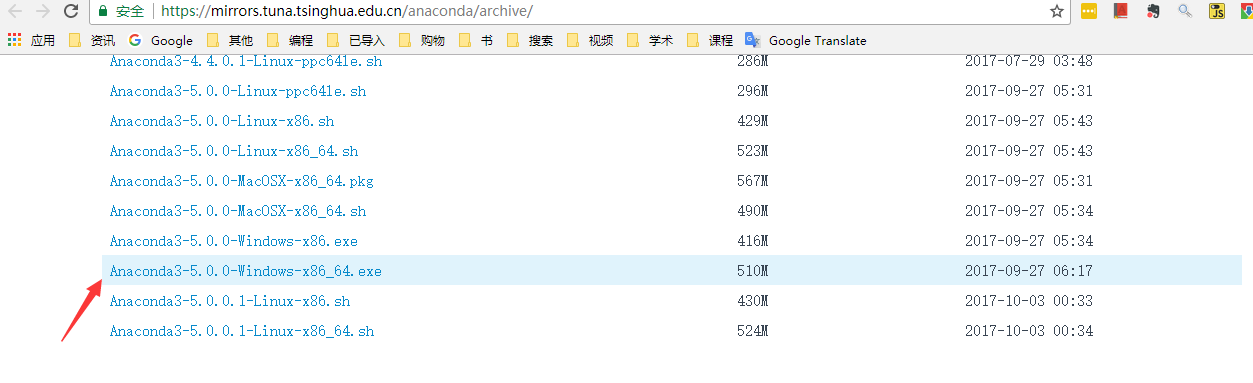 安全 https://mirrors.tuna.tsinghua.edu.cn/anaconda/archive/
应用 资讯 Google 其他 编程 已导入 购物 书 搜索 视频 学术 课程 Google Translate
Anaconda3-4.4.0.1-Linux-ppc64le.sh 286M 2017-07-29 03:48
Anaconda3-5.0.0-Linux-ppc64le.sh 296M 2017-09-27 05:31
Anaconda3-5.0.0-Linux-x86.sh 429M 2017-09-27 05:43
Anaconda3-5.0.0-Linux-x86_64.sh 523M 2017-09-27 05:43
Anaconda3-5.0.0-MacOSX-x86_64.pkg 567M 2017-09-27 05:31
Anaconda3-5.0.0-MacOSX-x86_64.sh 490M 2017-09-27 05:34
Anaconda3-5.0.0-Windows-x86.exe 416M 2017-09-27 05:34
Anaconda3-5.0.0-Windows-x86_64.exe 510M 2017-09-27 06:17
Anaconda3-5.0.0.1-Linux-x86.sh 430M 2017-10-03 00:33
Anaconda3-5.0.0.1-Linux-x86_64.sh 524M 2017-10-03 00:34